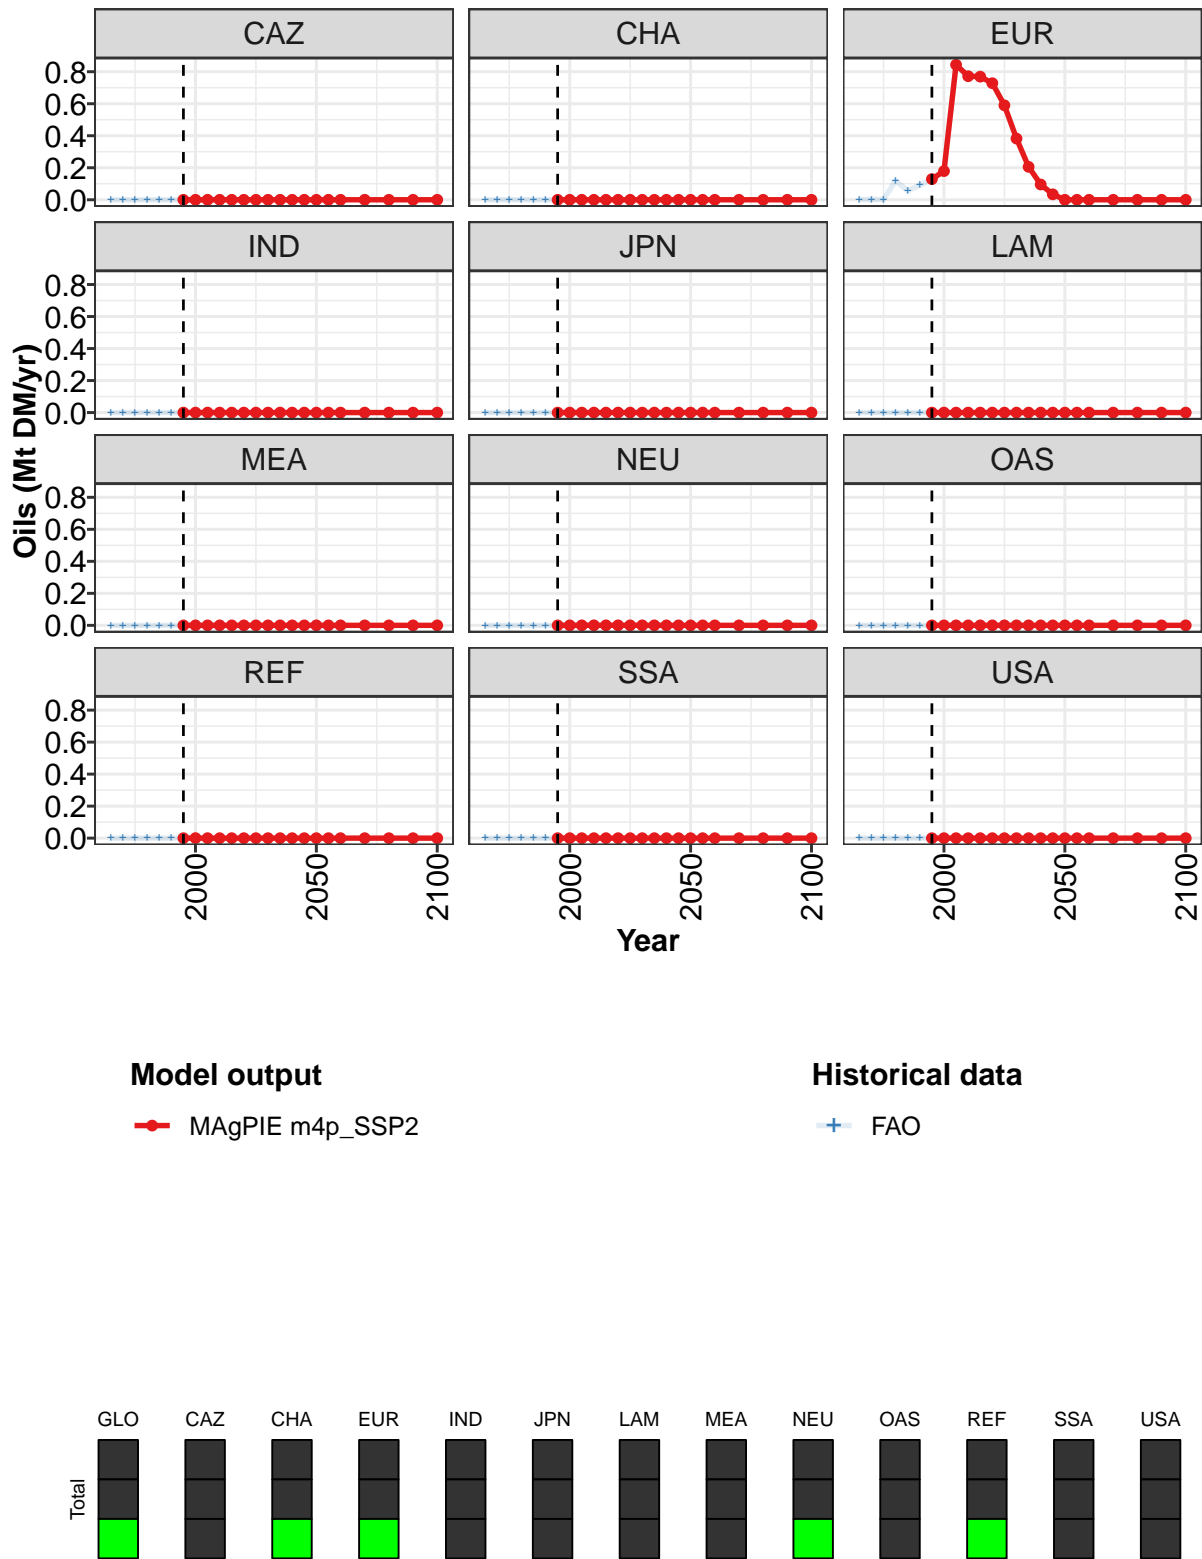 CAZ CHA EUR
0.8
0.6
0.4
0.2
0.0
IND JPN LAM
0.8
0.6
0.4
0.2
0.0
MEA NEU OAS
0.8
0.6
0.4
0.2
0.0
REF SSA USA
0.8
0.6
0.4
0.2
0.0
Oils (Mt DM/yr)
2000 2050 2100 2000 2050 2100 2000 2050 2100
Year
Model output Historical data
MAgPIE m4p_SSP2 FAO
GLO CAZ CHA EUR IND JPN LAM MEA NEU OAS REF SSA USA
Total